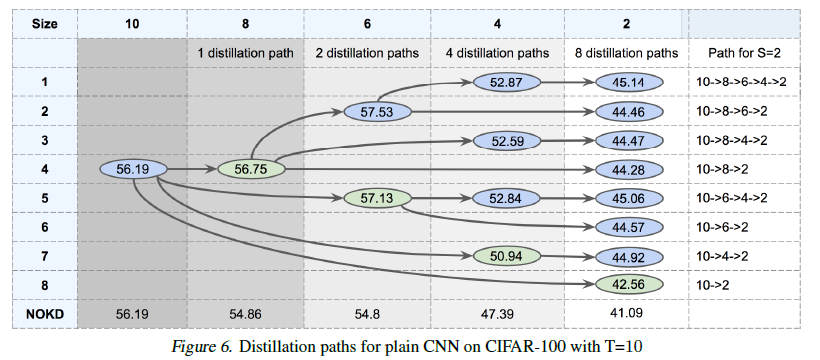 Size 10 8 6 4 2
1 distillation path 2 distillation paths 4 distillation paths 8 distillation paths Path for S=2
1 52.87 45.14 10->8->6->4->2
2 57.53 44.46 10->8->6->2
3 52.59 44.47 10->8->4->2
4 56.19 56.75 44.28 10->8->2
5 57.13 52.84 45.06 10->6->4->2
6 44.57 10->6->2
7 50.94 44.92 10->4->2
8 42.56 10->2
NOKD 56.19 54.86 54.8 47.39 41.09
Figure 6. Distillation paths for plain CNN on CIFAR-100 with T=10